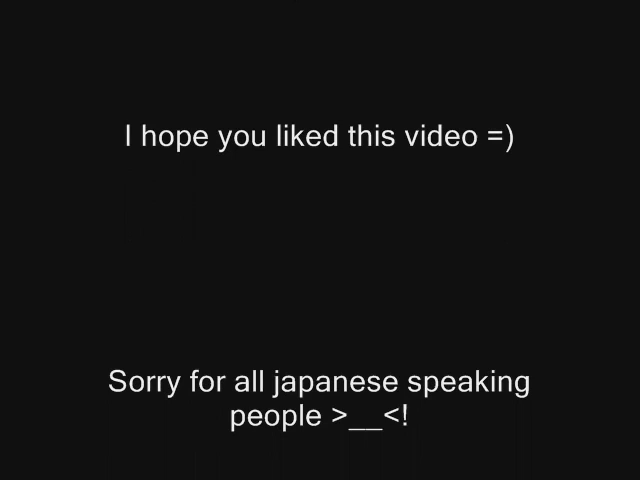 I hope you liked this video =)
Sorry for all japanese speaking
people >__<!